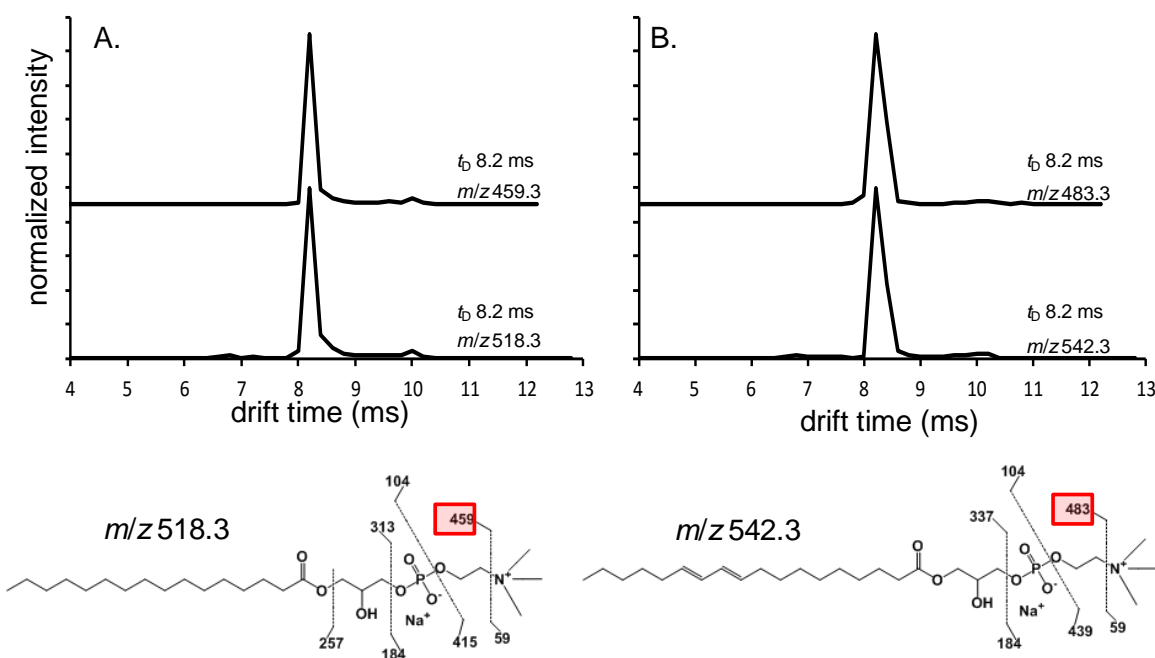 A.
normalized intensity
tD 8.2 ms
m/z 459.3
tD 8.2 ms
m/z 518.3
4 5 6 7 8 9 10 11 12 13
drift time (ms)
B.
tD 8.2 ms
m/z 483.3
tD 8.2 ms
m/z 542.3
4 5 6 7 8 9 10 11 12 13
drift time (ms)
m/z 518.3
104
459
313
O
O
O
O
O
P
N+
O-
OH
Na+
257
184
415
59
m/z 542.3
104
483
337
O
O
O
O
O
P
N+
O-
OH
Na+
184
439
59